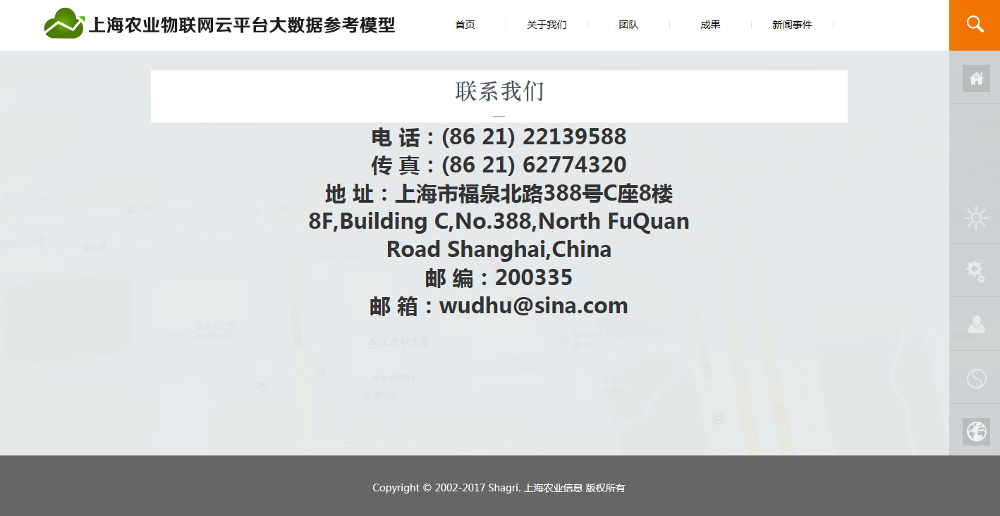 上海农业物联网云平台大数据参考模型
首页
关于我们
团队
成果
新闻事件
联系我们
电 话：(86 21) 22139588
传 真：(86 21) 62774320
地 址：上海市福泉北路388号C座8楼
8F,Building C,No.388,North FuQuan
Road Shanghai,China
邮 编：200335
邮 箱：wudhu@sina.com
Copyright © 2002-2017 Shagri. 上海农业信息 版权所有